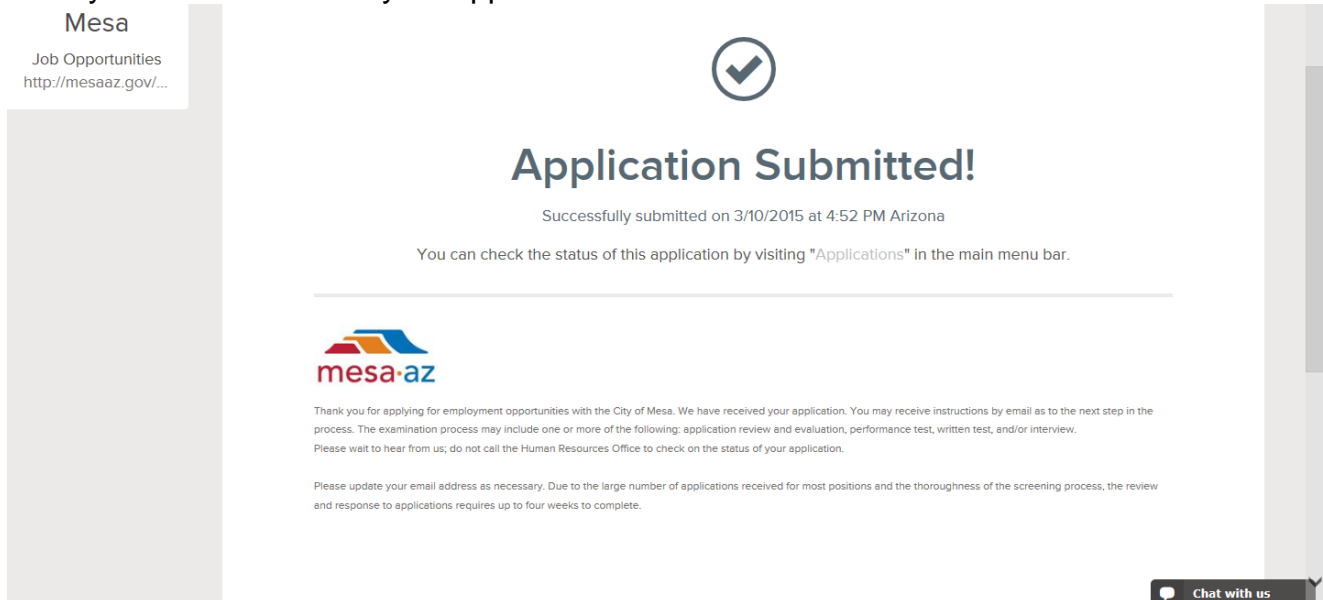 Mesa
Job Opportunities
http://mesaaz.gov/...
Application Submitted!
Successfully submitted on 3/10/2015 at 4:52 PM Arizona
You can check the status of this application by visiting "Applications" in the main menu bar.
mesa·az
Thank you for applying for employment opportunities with the City of Mesa. We have received your application. You may receive instructions by email as to the next step in the
process. The examination process may include one or more of the following: application review and evaluation, performance test, written test, and/or interview.
Please wait to hear from us; do not call the Human Resources Office to check on the status of your application.
Please update your email address as necessary. Due to the large number of applications received for most positions and the thoroughness of the screening process, the review
and response to applications requires up to four weeks to complete.
Chat with us